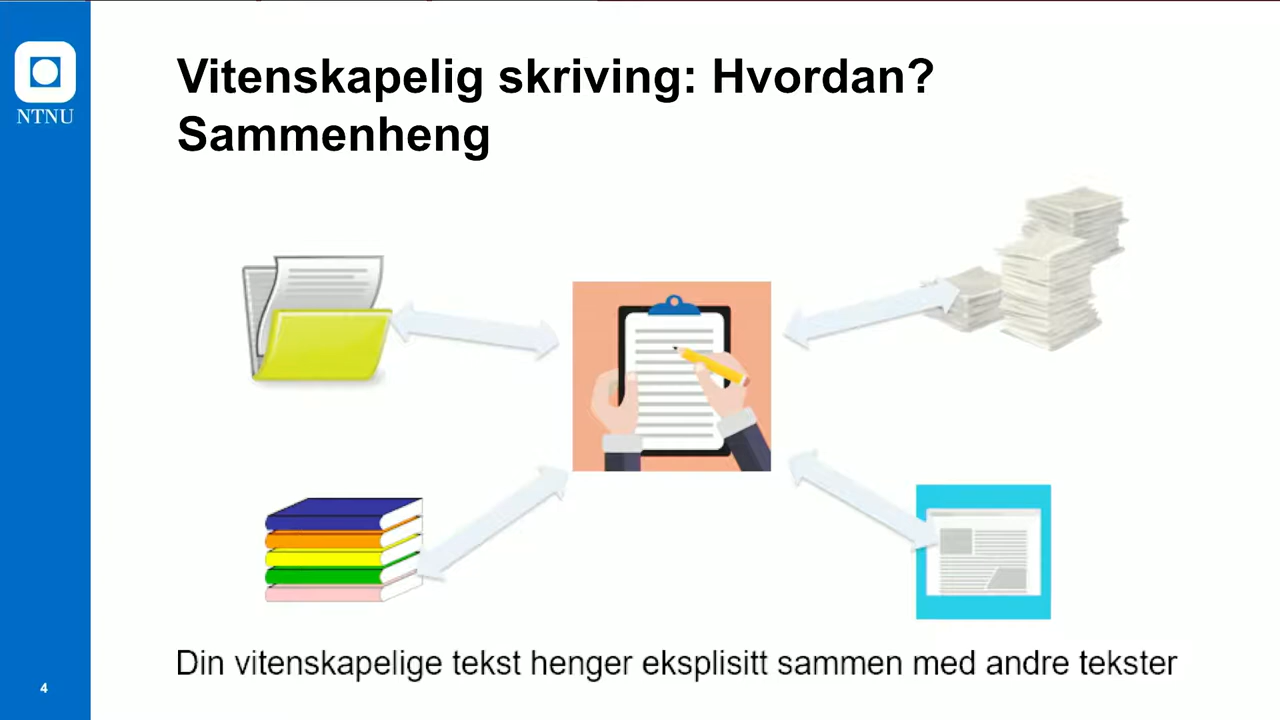 NTNU
Vitenskapelig skriving: Hvordan?
Sammenheng
Din vitenskapelige tekst henger eksplisitt sammen med andre tekster
4